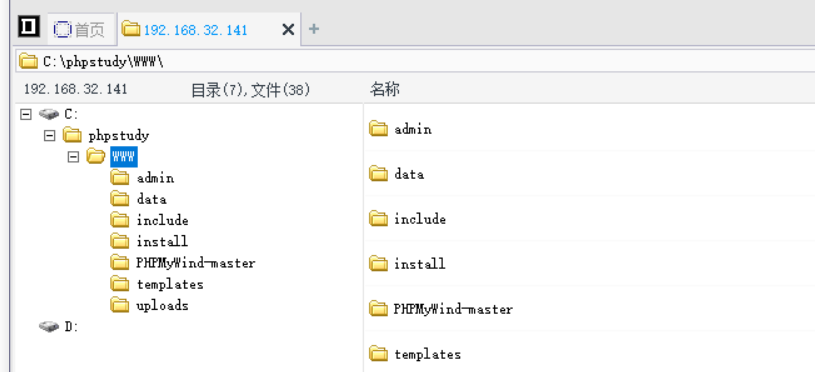 首页 192.168.32.141 × +
C:\phpstudy\WWW\
192.168.32.141 目录(7),文件(38) 名称
C:
phpstudy
WWW
admin
data
include
install
PHPMyWind-master
templates
uploads
D:
admin
data
include
install
PHPMyWind-master
templates